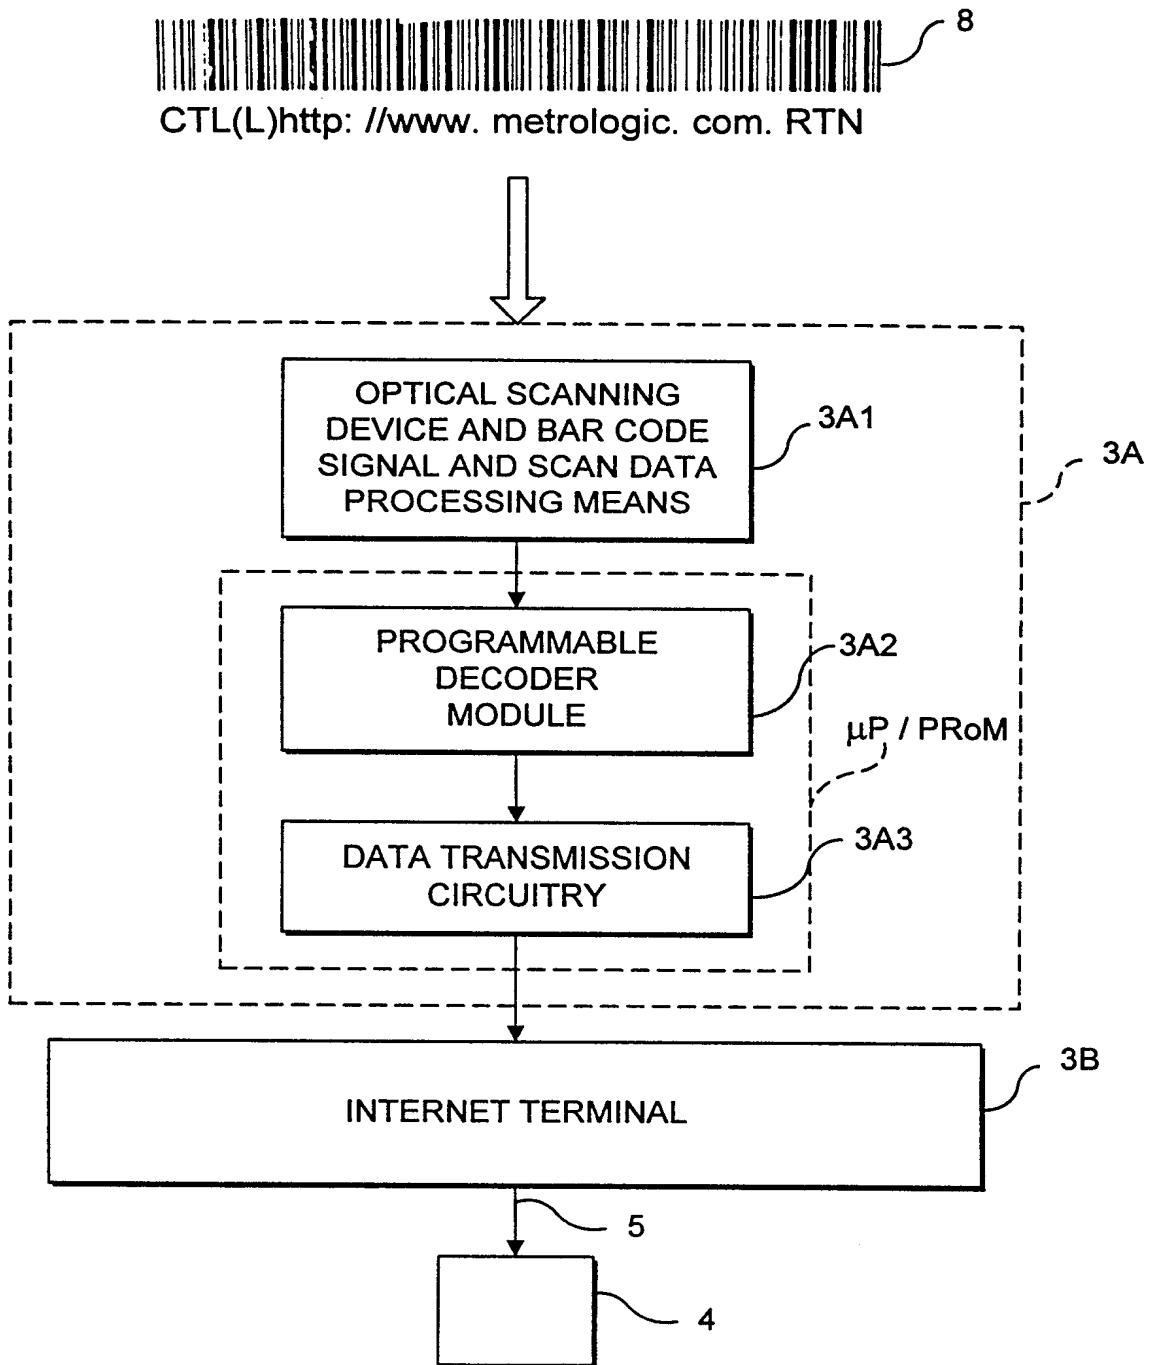 8
CTL(L)http: //www. metrologic. com. RTN
OPTICAL SCANNING
DEVICE AND BAR CODE
SIGNAL AND SCAN DATA
PROCESSING MEANS
3A1
3A
PROGRAMMABLE
DECODER
MODULE
3A2
µP / PRoM
DATA TRANSMISSION
CIRCUITRY
3A3
INTERNET TERMINAL
3B
5
4